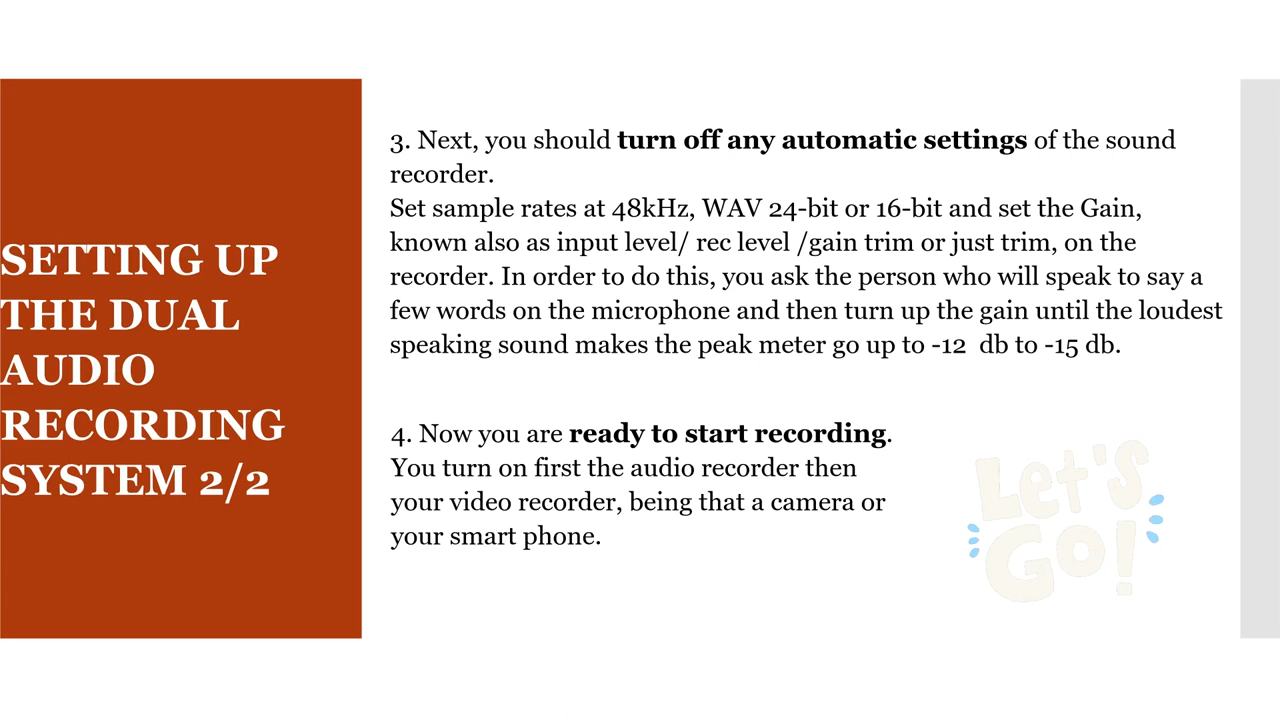 SETTING UP
THE DUAL
AUDIO
RECORDING
SYSTEM 2/2
3. Next, you should turn off any automatic settings of the sound
recorder.
Set sample rates at 48kHz, WAV 24-bit or 16-bit and set the Gain,
known also as input level/ rec level /gain trim or just trim, on the
recorder. In order to do this, you ask the person who will speak to say a
few words on the microphone and then turn up the gain until the loudest
speaking sound makes the peak meter go up to -12  db to -15 db.
4. Now you are ready to start recording.
You turn on first the audio recorder then
your video recorder, being that a camera or
your smart phone.
Let's
Go!